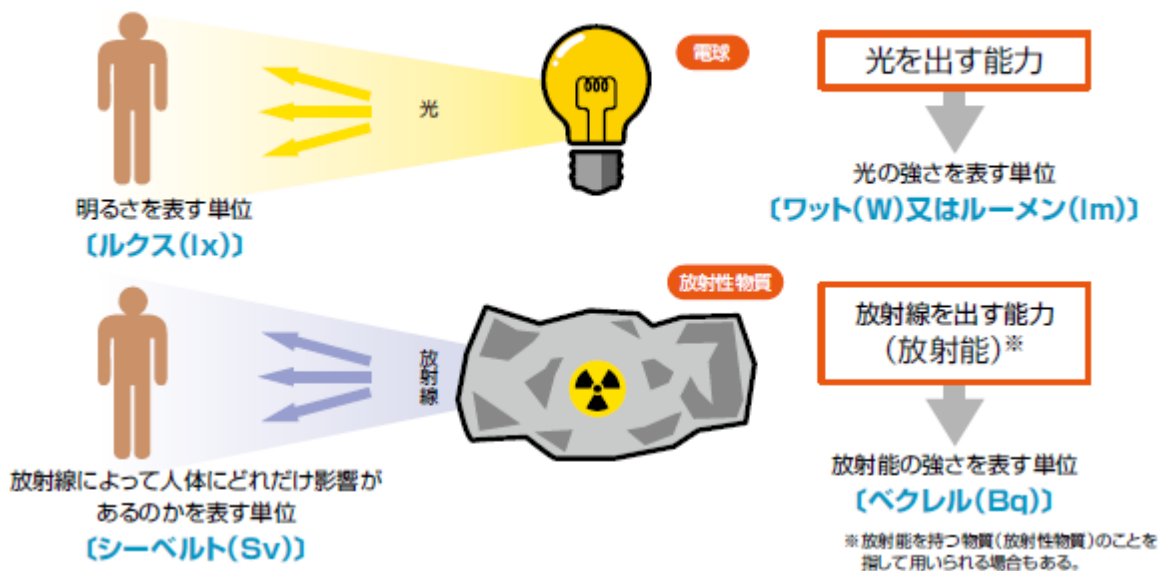 電球
光を出す能力
光
光の強さを表す単位
〔ワット(W)又はルーメン(lm)〕
明るさを表す単位
〔ルクス(lx)〕
放射性物質
放射線を出す能力
(放射能)※
放射線
放射能の強さを表す単位
〔ベクレル(Bq)〕
放射線によって人体にどれだけ影響が
あるのかを表す単位
〔シーベルト(Sv)〕
※放射能を持つ物質(放射性物質)のことを
指して用いられる場合もある。